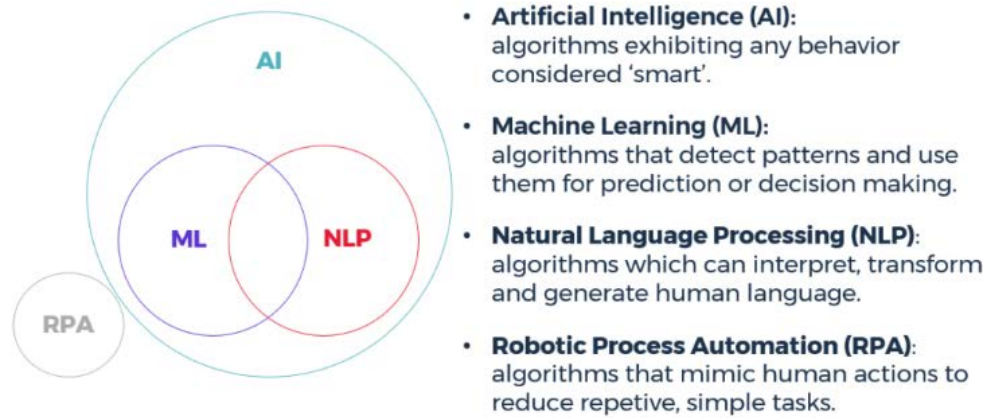 AI
ML
NLP
RPA
• Artificial Intelligence (AI):
algorithms exhibiting any behavior
considered ‘smart’.
• Machine Learning (ML):
algorithms that detect patterns and use
them for prediction or decision making.
• Natural Language Processing (NLP):
algorithms which can interpret, transform
and generate human language.
• Robotic Process Automation (RPA):
algorithms that mimic human actions to
reduce repetive, simple tasks.